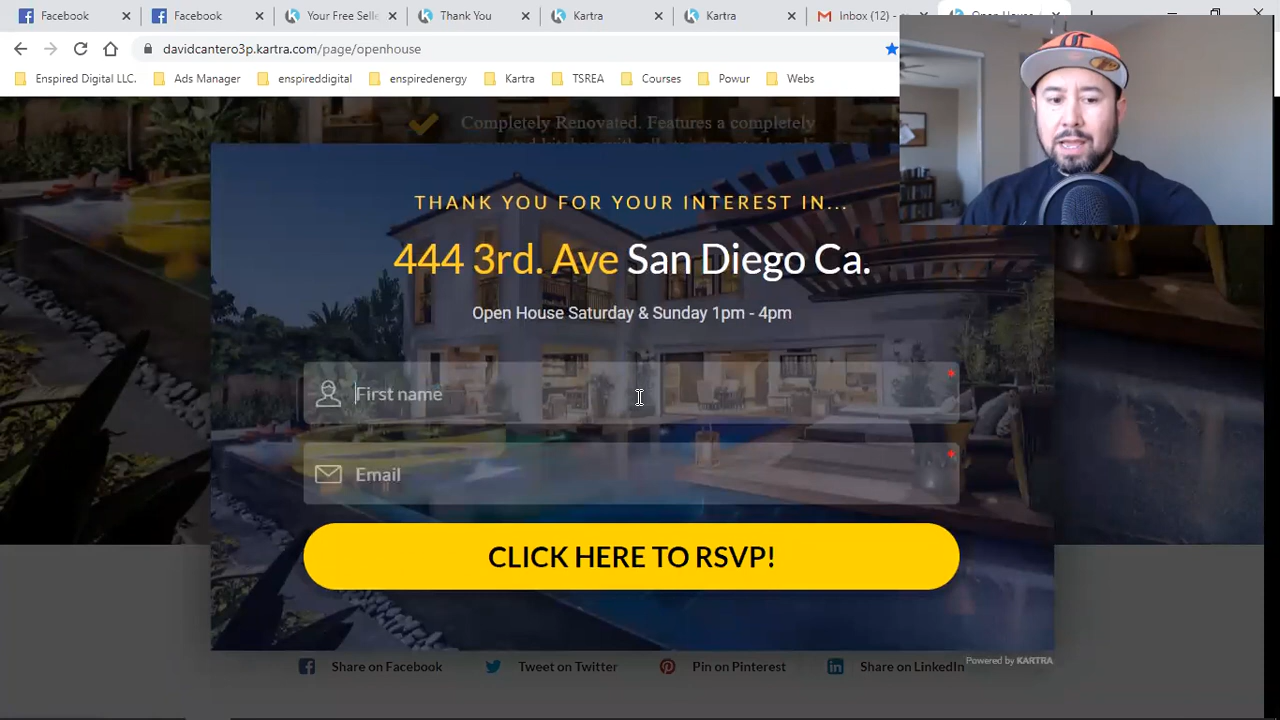 Facebook
Facebook
Your Free Selle
Thank You
Kartra
Kartra
Inbox (12) -
Open House
davidcantero3p.kartra.com/page/openhouse
Enspired Digital LLC.
Ads Manager
enspireddigital
enspiredenergy
Kartra
TSREA
Courses
Powur
Webs
Completely Renovated. Features a completely
THANK YOU FOR YOUR INTEREST IN...
444 3rd. Ave San Diego Ca.
Open House Saturday & Sunday 1pm - 4pm
First name
*
Email
*
CLICK HERE TO RSVP!
Share on Facebook
Tweet on Twitter
Pin on Pinterest
Share on LinkedIn
Powered by KARTRA